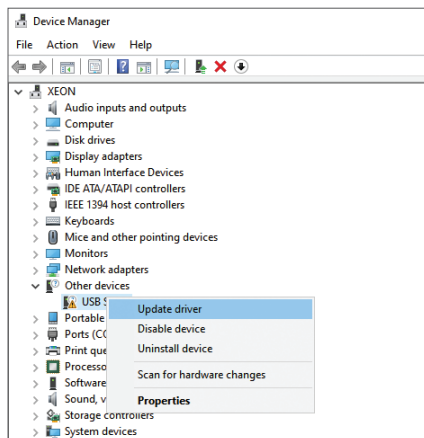 Device Manager
File Action View Help
XEON
Audio inputs and outputs
Computer
Disk drives
Display adapters
Human Interface Devices
IDE ATA/ATAPI controllers
IEEE 1394 host controllers
Keyboards
Mice and other pointing devices
Monitors
Network adapters
Other devices
USB
Update driver
Portable
Disable device
Ports
Uninstall device
Print
Scan for hardware changes
Software
Properties
Sound,
Storage controllers
System devices